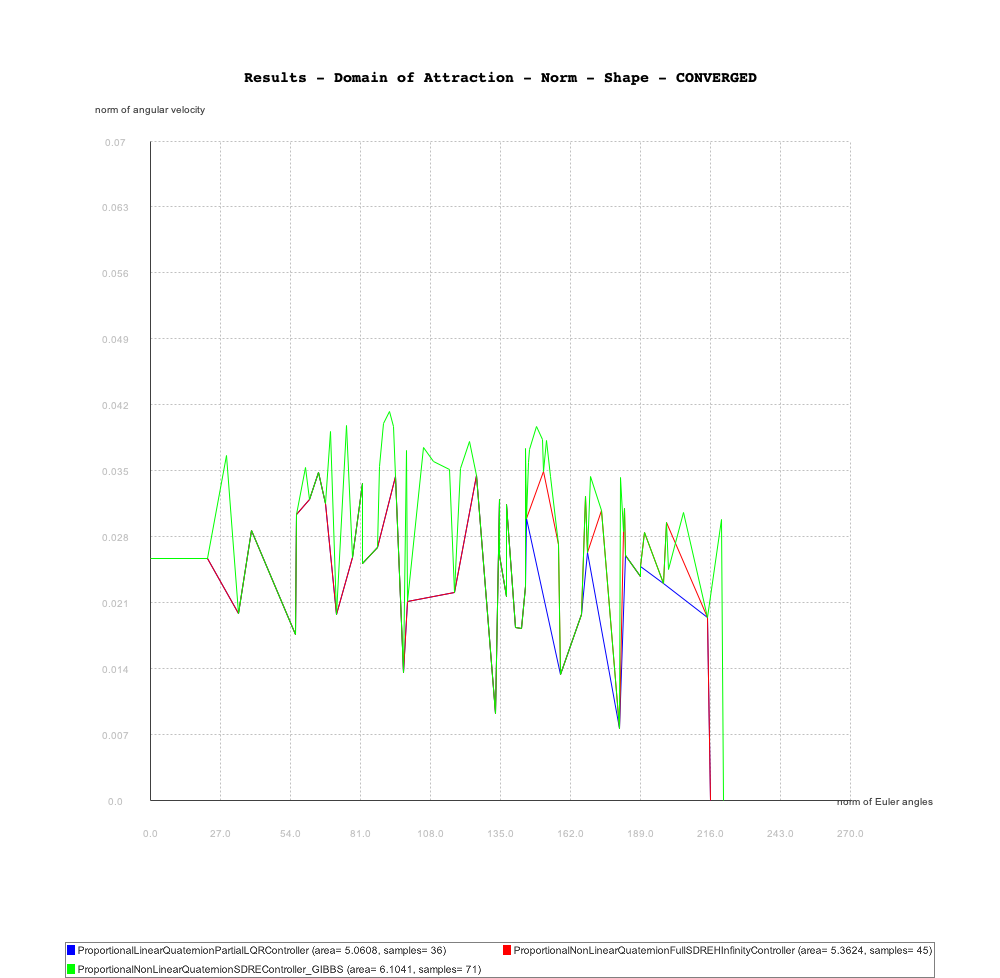 Results - Domain of Attraction - Norm - Shape - CONVERGED
norm of angular velocity
0.07
0.063
0.056
0.049
0.042
0.035
0.028
0.021
0.014
0.007
0.0
norm of Euler angles
0.0 27.0 54.0 81.0 108.0 135.0 162.0 189.0 216.0 243.0 270.0
ProportionalLinearQuaternionPartialLQRController (area= 5.0608, samples= 36) ProportionalNonLinearQuaternionFullSDREHInfinityController (area= 5.3624, samples= 45)
ProportionalNonLinearQuaternionSDREController_GIBBS (area= 6.1041, samples= 71)